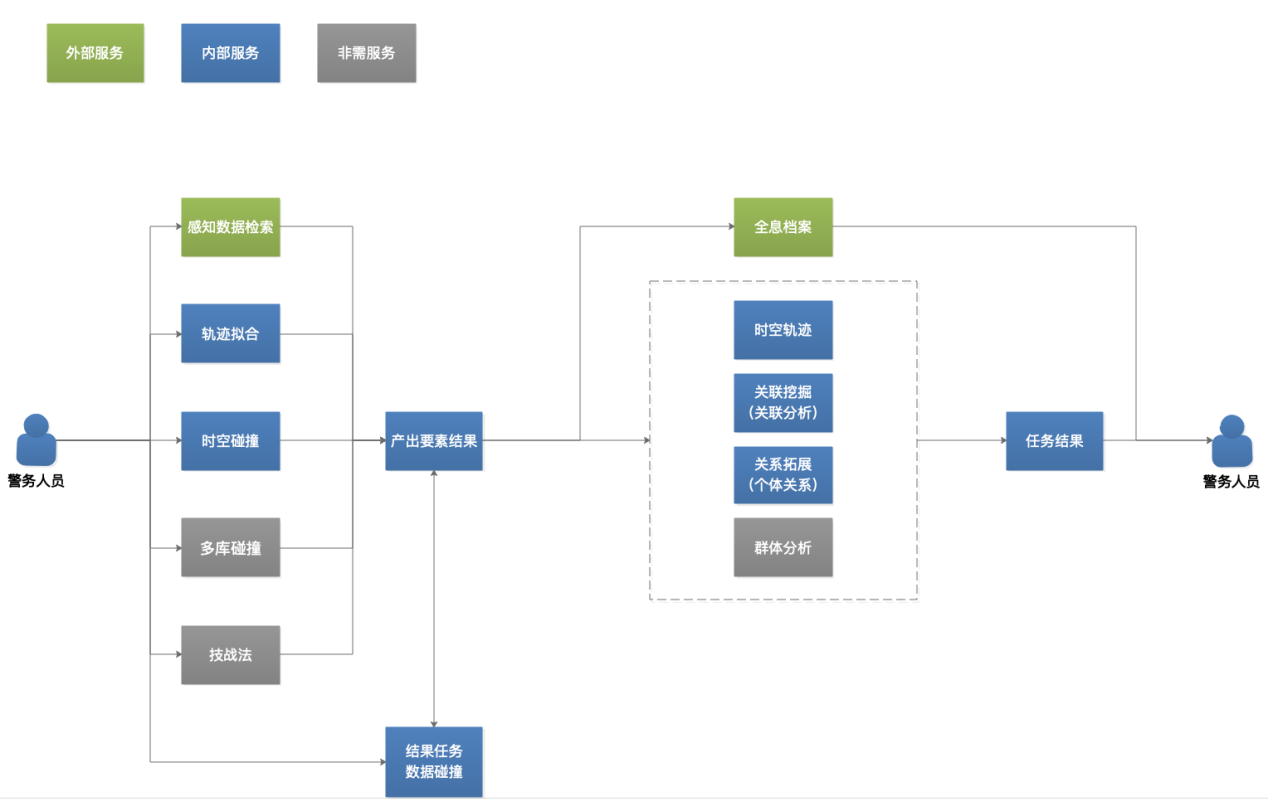 外部服务
内部服务
非需服务
感知数据检索
全息档案
轨迹拟合
时空轨迹
关联挖掘
（关联分析）
警务人员
时空碰撞
产出要素结果
关系拓展
（个体关系）
任务结果
警务人员
多库碰撞
群体分析
技战法
结果任务
数据碰撞